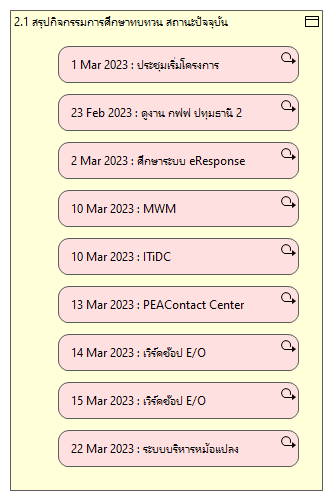 2.1 สรุปกิจกรรมการศึกษาทบทวน สถานะปัจจุบัน
1 Mar 2023 : ประชุมเริ่มโครงการ
23 Feb 2023 : ดูงาน กฟฟ ปทุมธานี 2
2 Mar 2023 : ศึกษาระบบ eResponse
10 Mar 2023 : MWM
10 Mar 2023 : ITiDC
13 Mar 2023 : PEAContact Center
14 Mar 2023 : เวิร์คช๊อป E/O
15 Mar 2023 : เวิร์คช๊อป E/O
22 Mar 2023 : ระบบบริหารหม้อแปลง